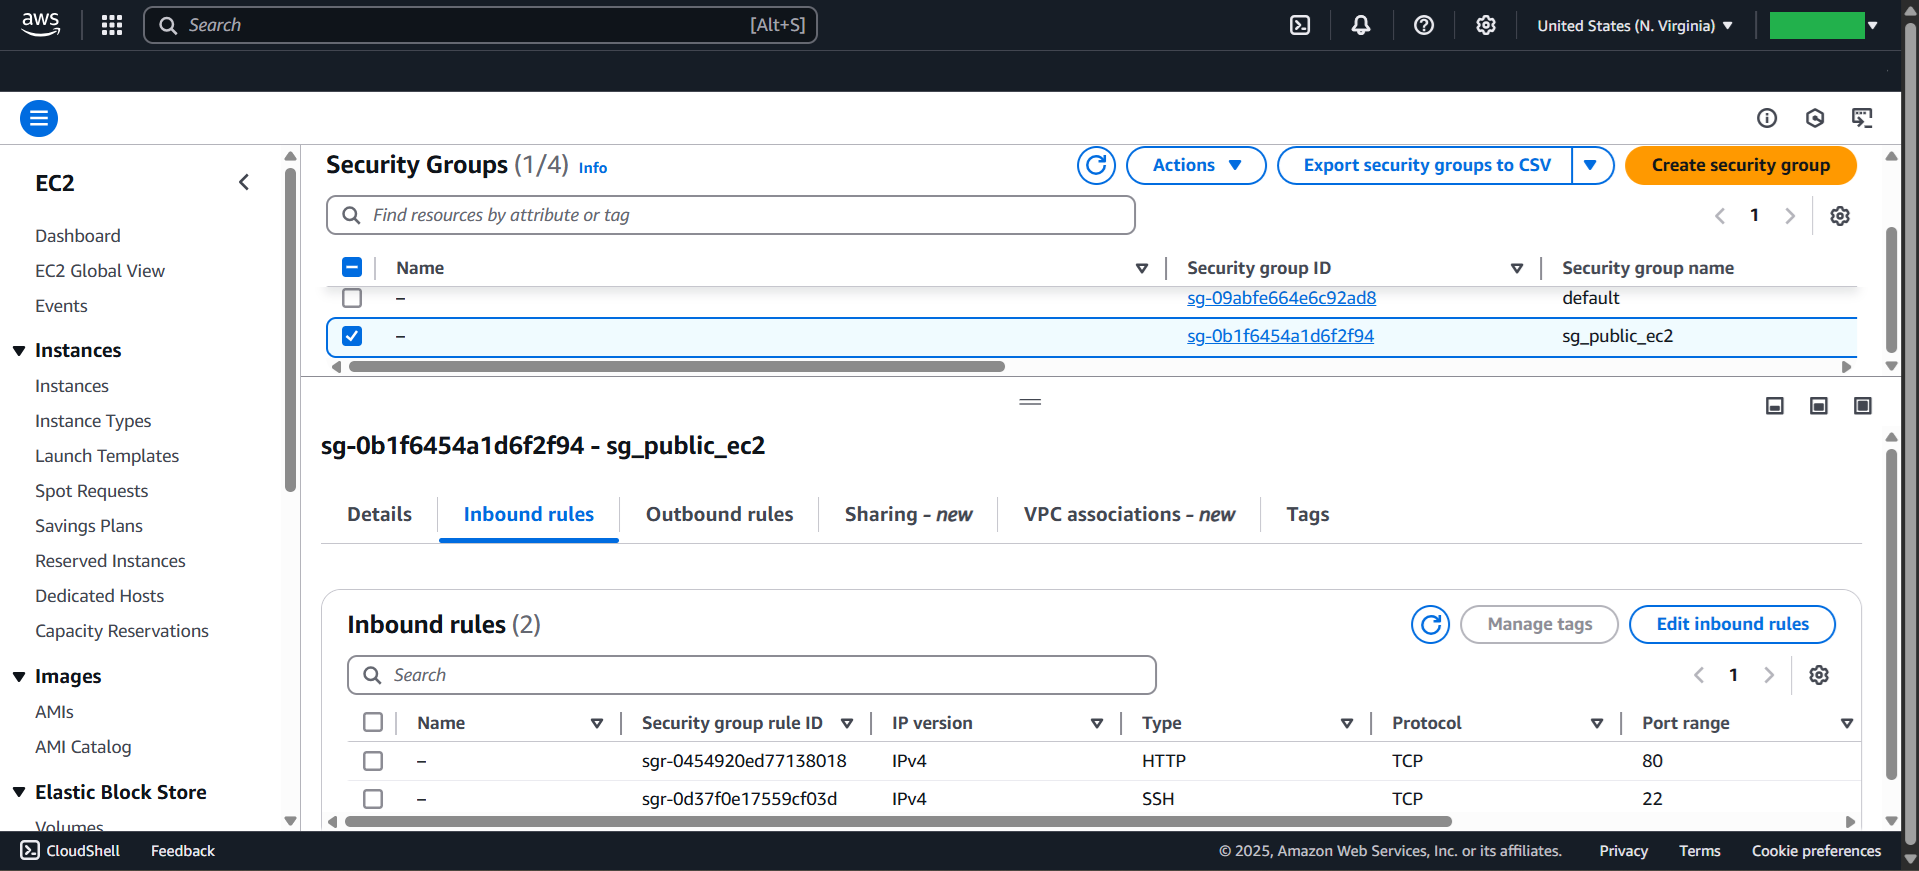 aws Search [Alt+S] United States (N. Virginia)
Security Groups (1/4) Info Actions Export security groups to CSV Create security group
Find resources by attribute or tag 1
Name Security group ID Security group name
– sg-09abfe664e6c92ad8 default
– sg-0b1f6454a1d6f2f94 sg_public_ec2
EC2
Dashboard
EC2 Global View
Events
Instances
Instances
Instance Types
Launch Templates
Spot Requests
Savings Plans
Reserved Instances
Dedicated Hosts
Capacity Reservations
Images
AMIs
AMI Catalog
Elastic Block Store
Volumes
sg-0b1f6454a1d6f2f94 - sg_public_ec2
Details Inbound rules Outbound rules Sharing - new VPC associations - new Tags
Inbound rules (2) Manage tags Edit inbound rules
Search 1
Name Security group rule ID IP version Type Protocol Port range
– sgr-0454920ed77138018 IPv4 HTTP TCP 80
– sgr-0d37f0e17559cf03d IPv4 SSH TCP 22
CloudShell Feedback © 2025, Amazon Web Services, Inc. or its affiliates. Privacy Terms Cookie preferences